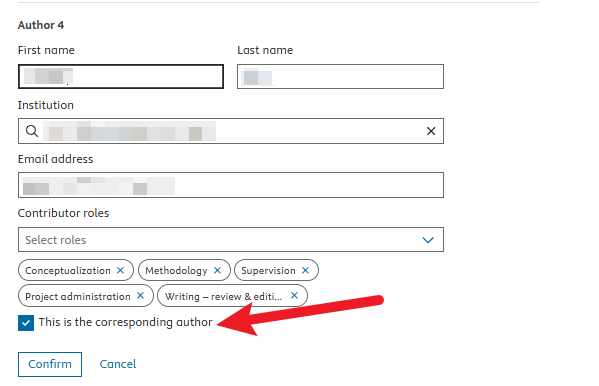 Author 4
First name Last name
Institution
Email address
Contributor roles
Select roles
Conceptualization Methodology Supervision
Project administration Writing – review & editi...
This is the corresponding author
Confirm Cancel